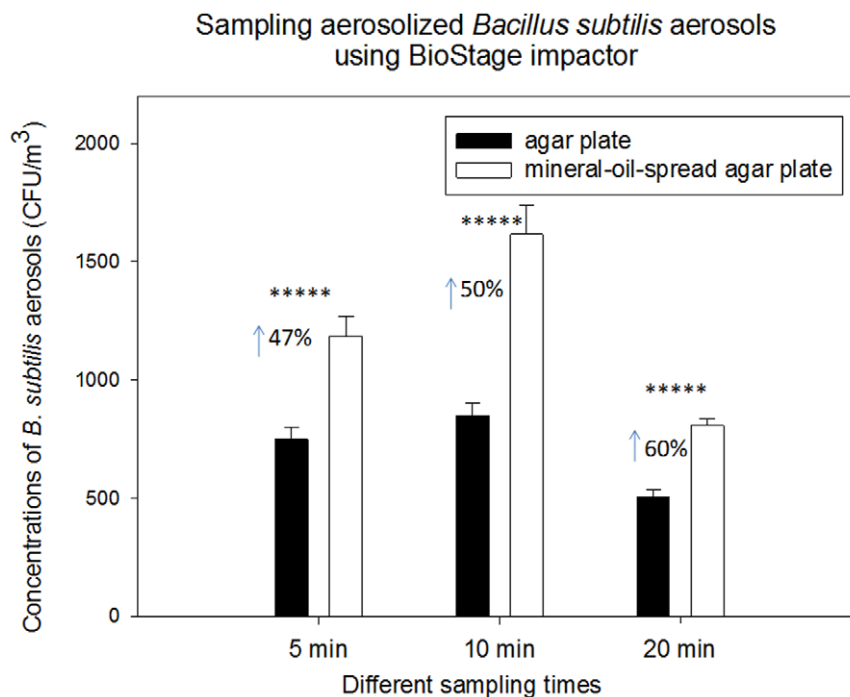 Sampling aerosolized Bacillus subtilis aerosols
using BioStage impactor
Concentrations of B. subtilis aerosols (CFU/m³)
2000
1500
1000
500
0
agar plate
mineral-oil-spread agar plate
*****
↑ 47%
*****
↑ 50%
*****
↑ 60%
5 min
10 min
20 min
Different sampling times